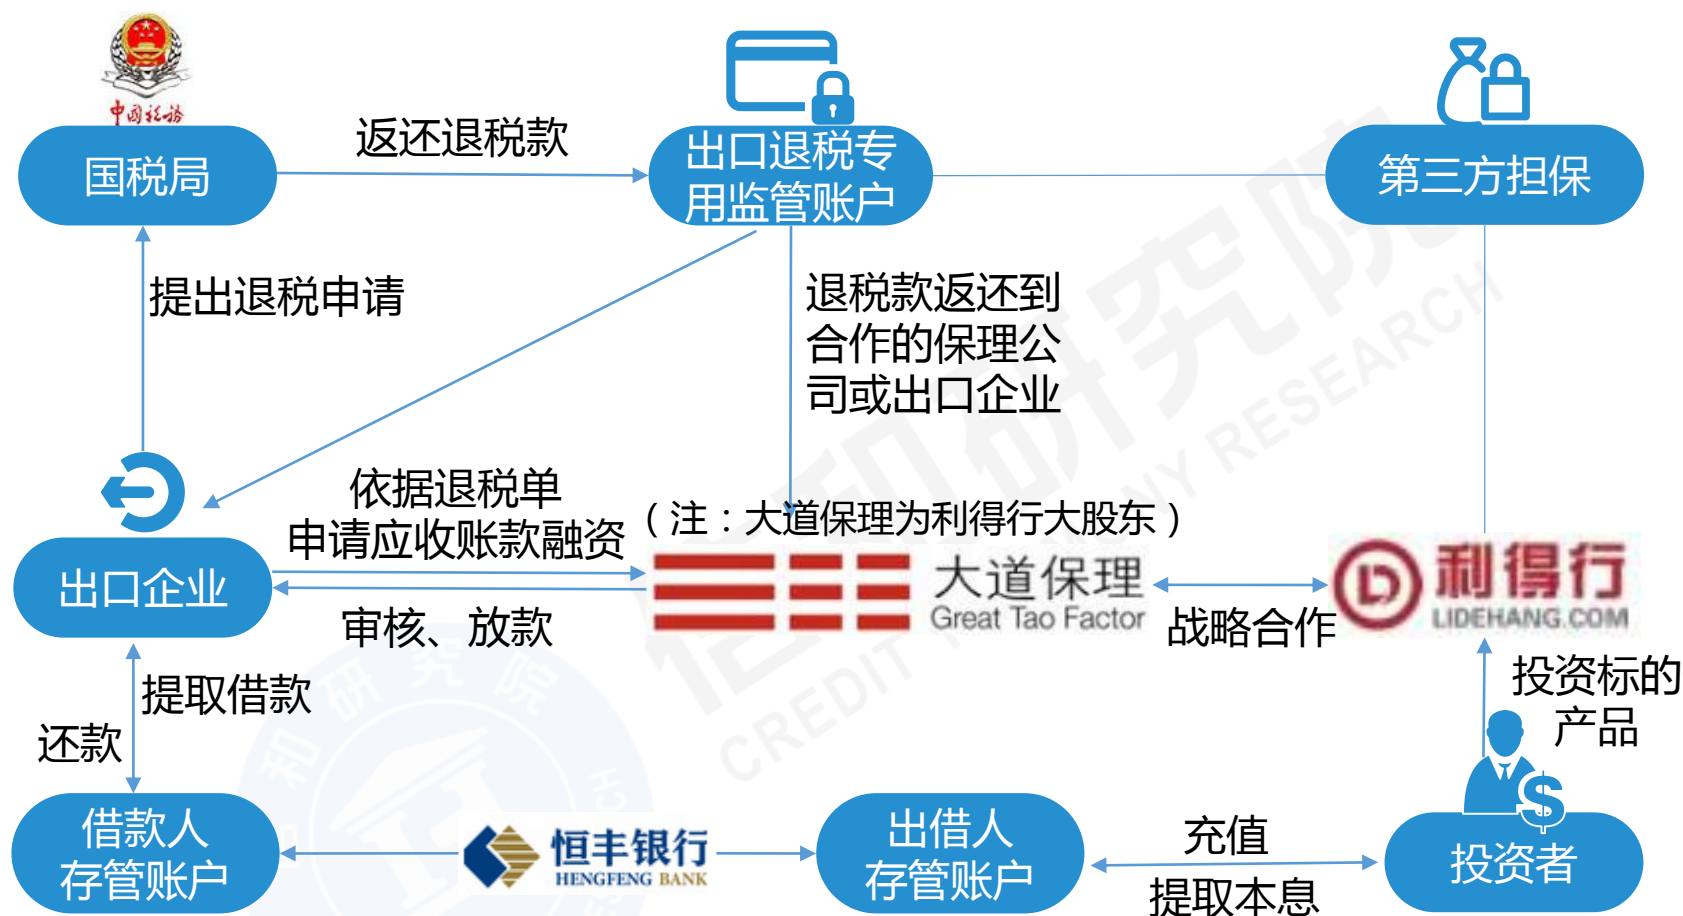 中国税务
国税局
返还退税款
出口退税专
用监管账户
第三方担保
提出退税申请
退税款返还到
合作的保理公
司或出口企业
依据退税单
申请应收账款融资
（注：大道保理为利得行大股东）
出口企业
大道保理
Great Tao Factor
利得行
LIDEHANG.COM
审核、放款
战略合作
提取借款
还款
投资标的
产品
借款人
存管账户
恒丰银行
HENGFENG BANK
出借人
存管账户
充值
提取本息
投资者
研究院
CREDIT
NY RESEARCH